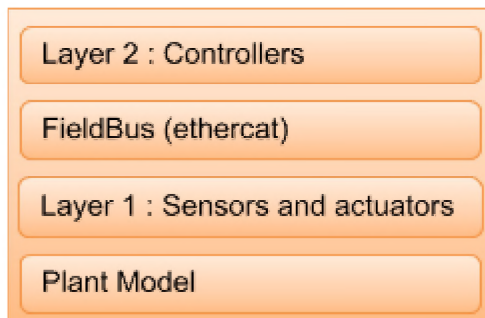 Layer 2 : Controllers
FieldBus (ethercat)
Layer 1 : Sensors and actuators
Plant Model